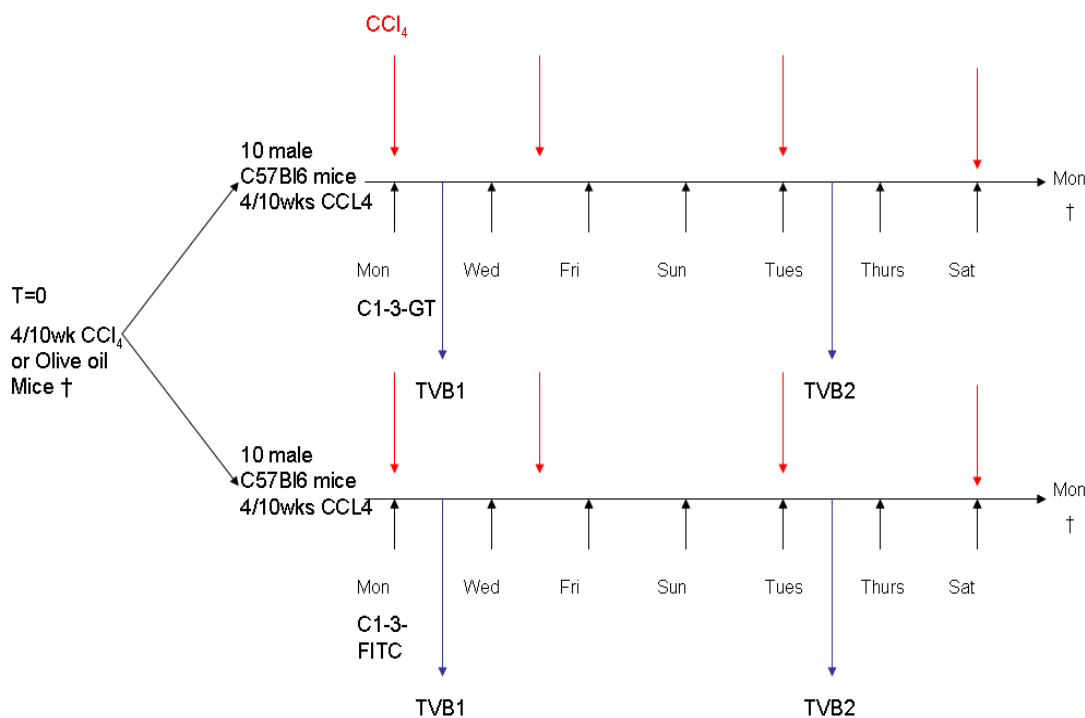 CCl₄
10 male
C57Bl6 mice
4/10wks CCL4
Mon
†
Mon Wed Fri Sun Tues Thurs Sat
C1-3-GT
T=0
4/10wk CCl₄
or Olive oil
Mice †
TVB1 TVB2
10 male
C57Bl6 mice
4/10wks CCL4
Mon
†
Mon Wed Fri Sun Tues Thurs Sat
C1-3-
FITC
TVB1 TVB2